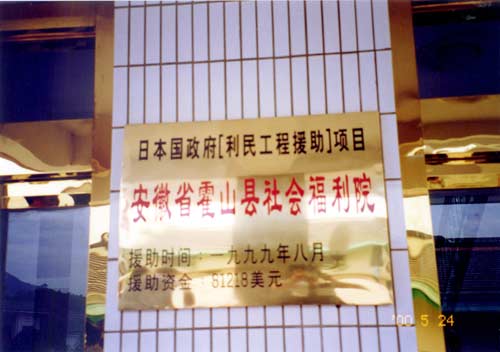 日本国政府[利民工程援助]项目
安徽省霍山县社会福利院
援助时间：一九九九年八月
援助资金：81218美元
'00 5 24